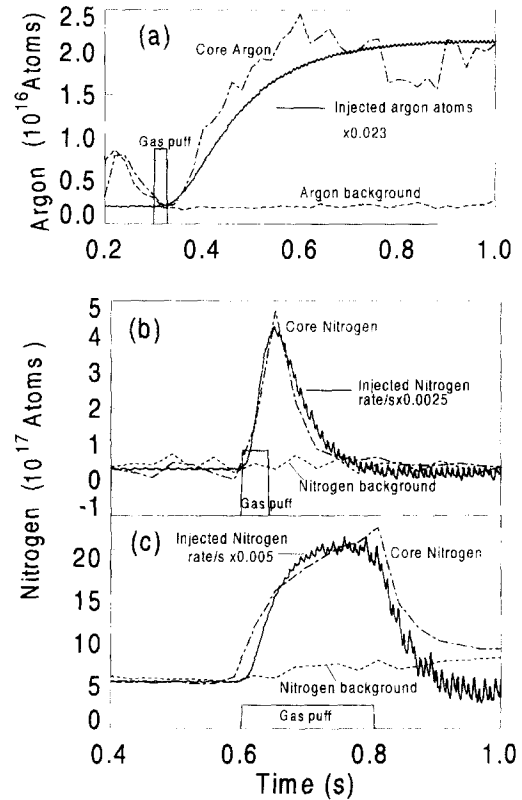 2.5
(a)
2.0
Core Argon
1.5
Injected argon atoms
x0.023
1.0
Gas puff
0.5
Argon background
0.0
Argon (10^16 Atoms)
0.2 0.4 0.6 0.8 1.0
5
(b)
4
Core Nitrogen
3
Injected Nitrogen
rate/sx0.0025
2
1
0
Nitrogen background
-1
Gas puff
Nitrogen (10^17 Atoms)
(c)
20
Injected Nitrogen
rate/s x0.005
Core Nitrogen
15
10
5
Nitrogen background
Gas puff
0
0.4 0.6 0.8 1.0
Time (s)